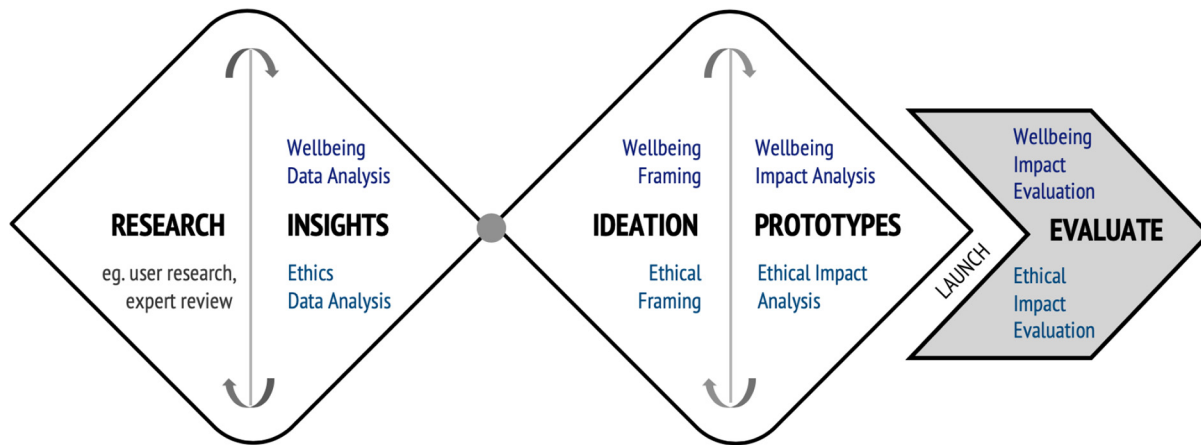 Wellbeing
Data Analysis
RESEARCH
eg. user research,
expert review
INSIGHTS
Ethics
Data Analysis
Wellbeing
Framing
IDEATION
Ethical
Framing
Wellbeing
Impact Analysis
PROTOTYPES
Ethical Impact
Analysis
LAUNCH
Wellbeing
Impact
Evaluation
EVALUATE
Ethical
Impact
Evaluation